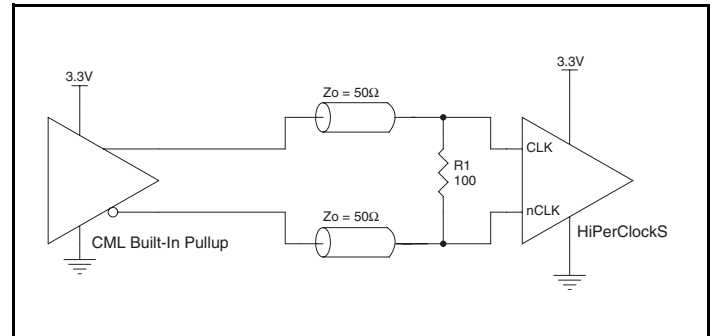 3.3V
3.3V
Zo = 50Ω
CLK
R1
100
nCLK
Zo = 50Ω
HiPerClockS
CML Built-In Pullup